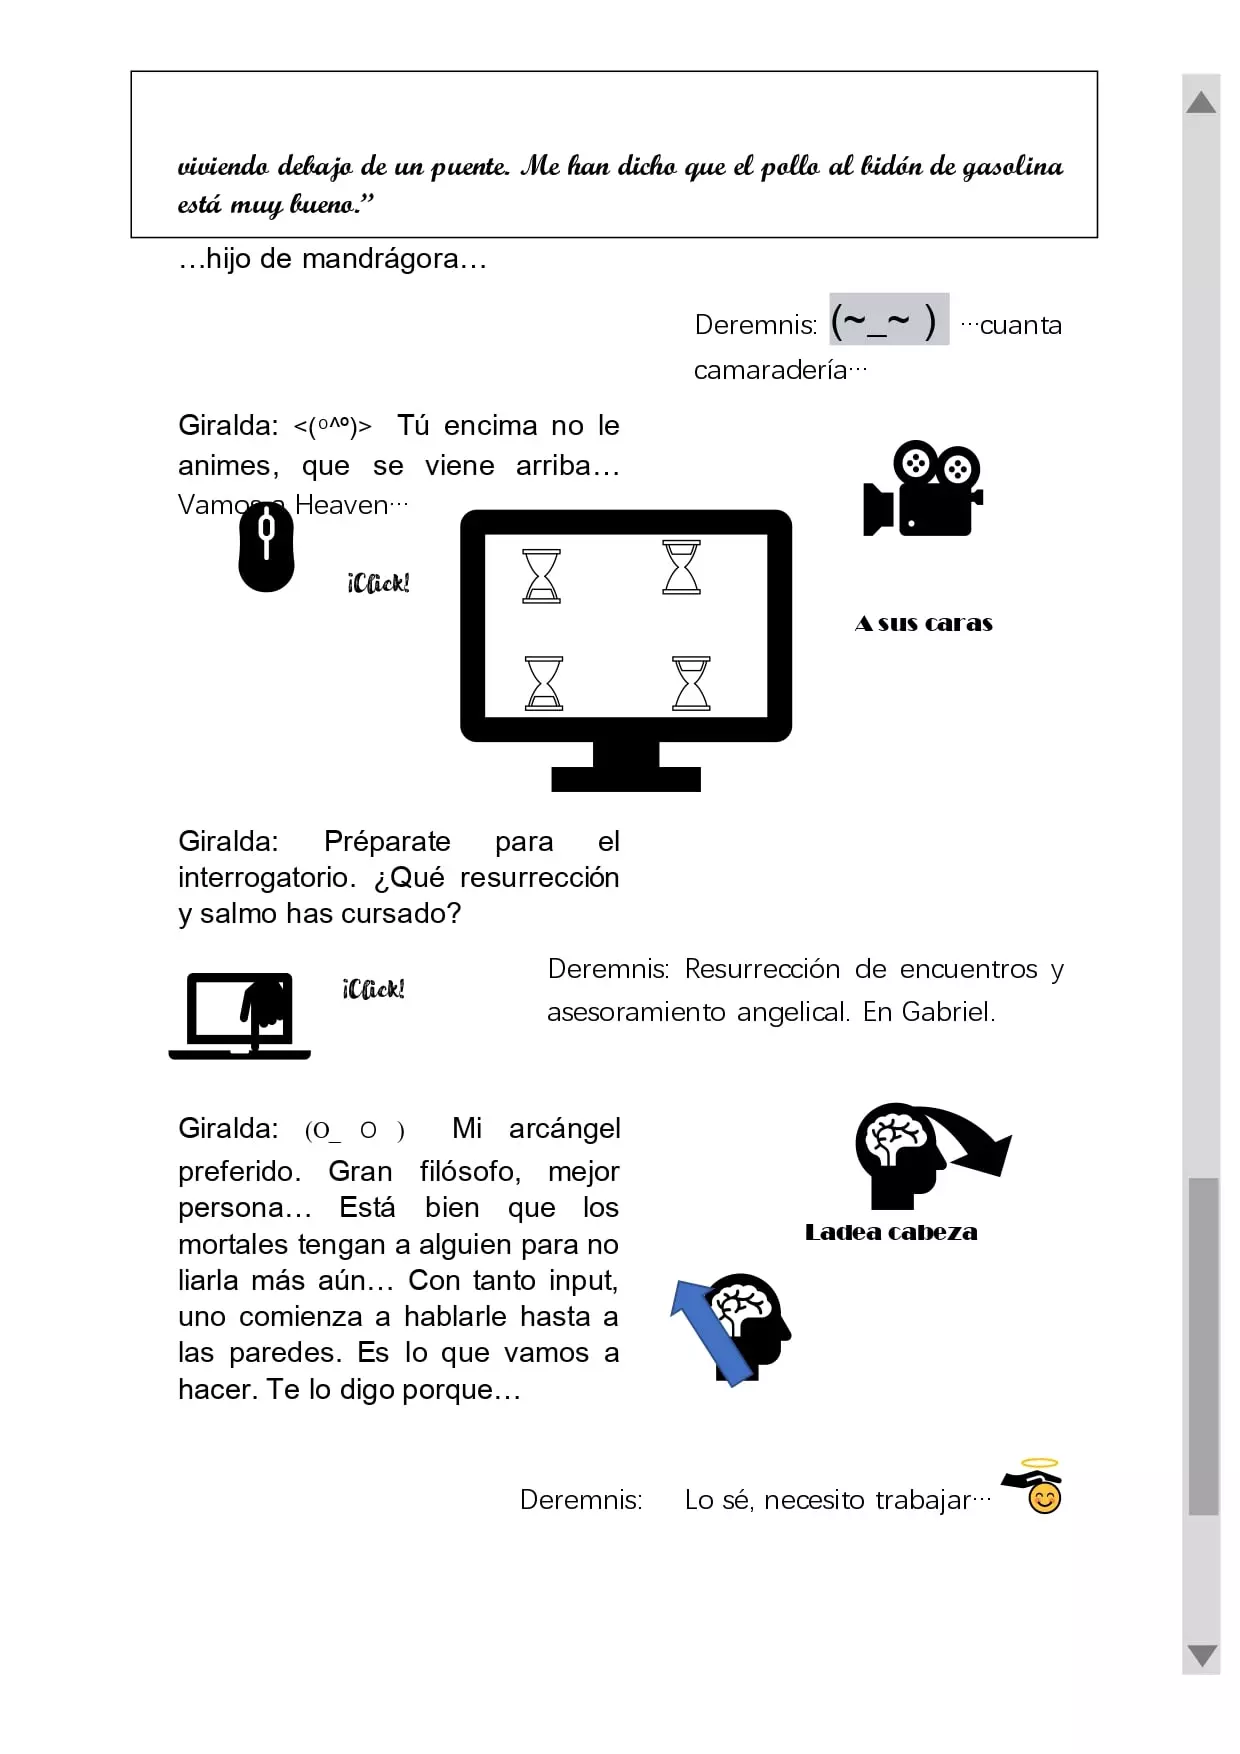 viviendo debajo de un puente. Me han dicho que el pollo al bidón de gasolina
está muy bueno.”
…hijo de mandrágora…
Deremnis: (~_~ ) …cuanta
camaradería…
Giralda: <(º^º)> Tú encima no le
animes, que se viene arriba…
Vamos a Heaven…
¡Click!
A sus caras
Giralda: Préparate para el
interrogatorio. ¿Qué resurrección
y salmo has cursado?
Deremnis: Resurrección de encuentros y
asesoramiento angelical. En Gabriel.
¡Click!
Giralda: (O_ O ) Mi arcángel
preferido. Gran filósofo, mejor
persona… Está bien que los
mortales tengan a alguien para no
liarla más aún… Con tanto input,
uno comienza a hablarle hasta a
las paredes. Es lo que vamos a
hacer. Te lo digo porque…
Ladea cabeza
Deremnis: Lo sé, necesito trabajar…